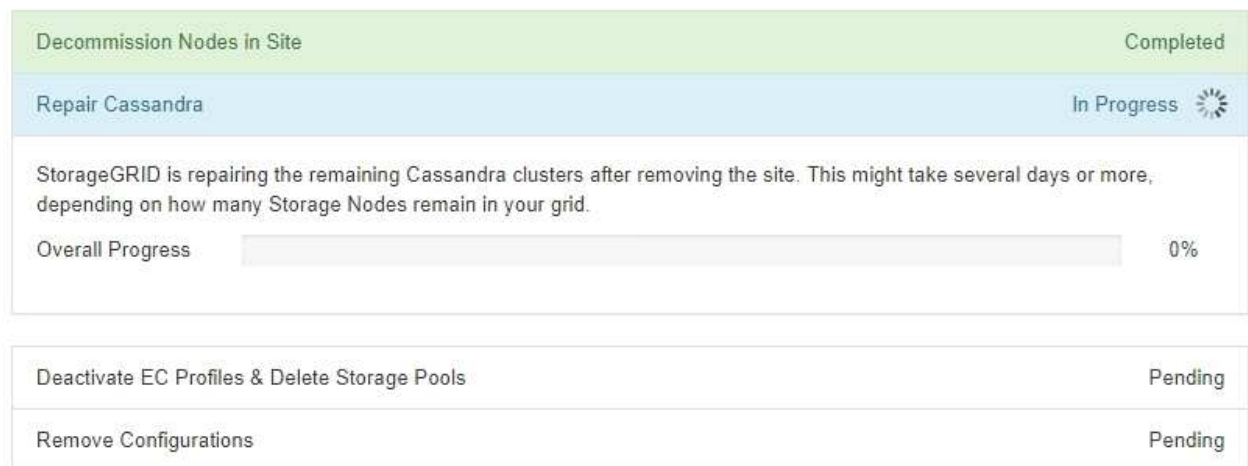 Decommission Nodes in Site Completed
Repair Cassandra In Progress
StorageGRID is repairing the remaining Cassandra clusters after removing the site. This might take several days or more,
depending on how many Storage Nodes remain in your grid.
Overall Progress 0%
Deactivate EC Profiles & Delete Storage Pools Pending
Remove Configurations Pending